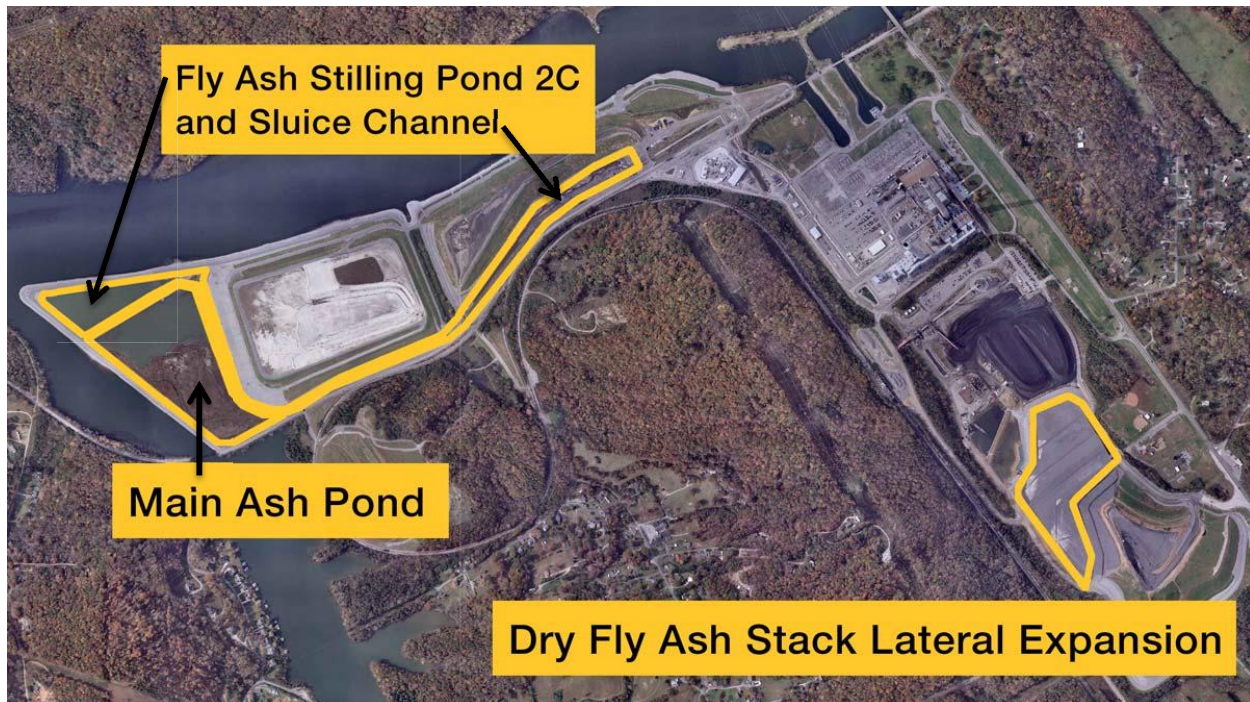 Fly Ash Stilling Pond 2C
and Sluice Channel
Main Ash Pond
Dry Fly Ash Stack Lateral Expansion